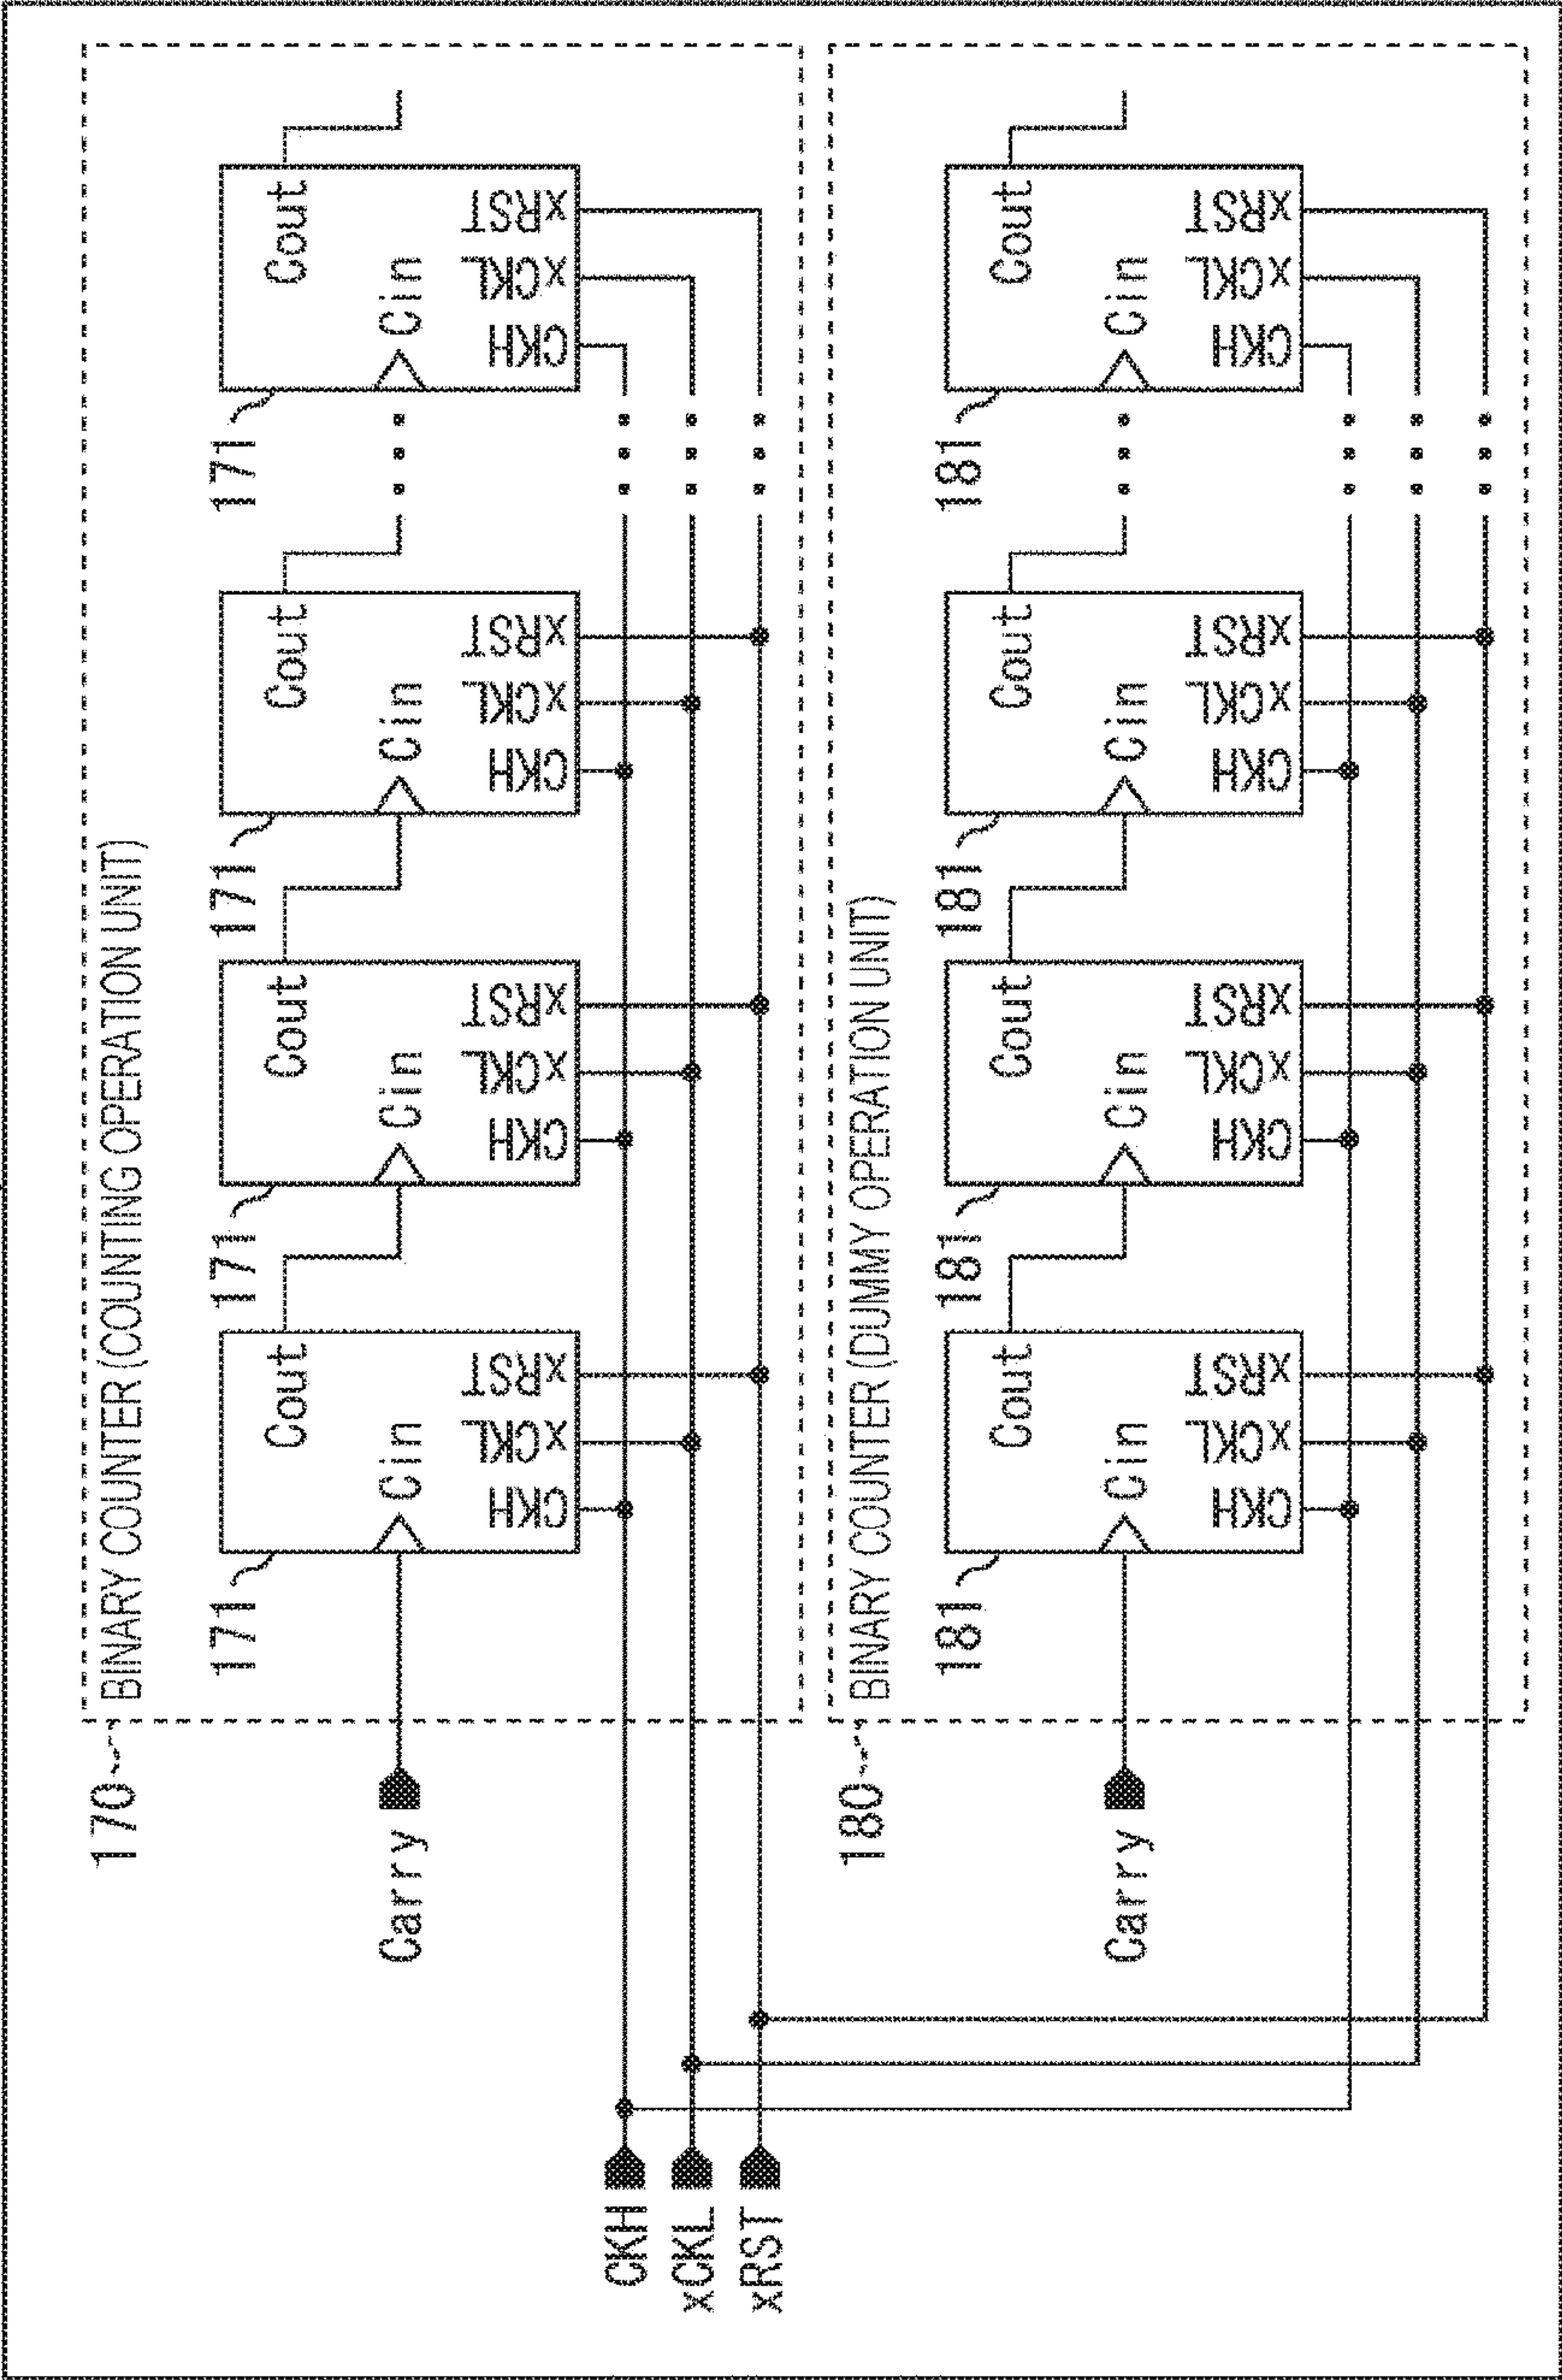 170
BINARY COUNTER (COUNTING OPERATION UNIT)
171
171
171
171
Cout
Cout
Cout
Cout
Carry
Cin
Cin
Cin
Cin
CKH xCKL xRST
CKH xCKL xRST
CKH xCKL xRST
CKH xCKL xRST
CKH
xCKL
xRST
180
BINARY COUNTER (DUMMY OPERATION UNIT)
181
181
181
181
Cout
Cout
Cout
Cout
Carry
Cin
Cin
Cin
Cin
CKH xCKL xRST
CKH xCKL xRST
CKH xCKL xRST
CKH xCKL xRST